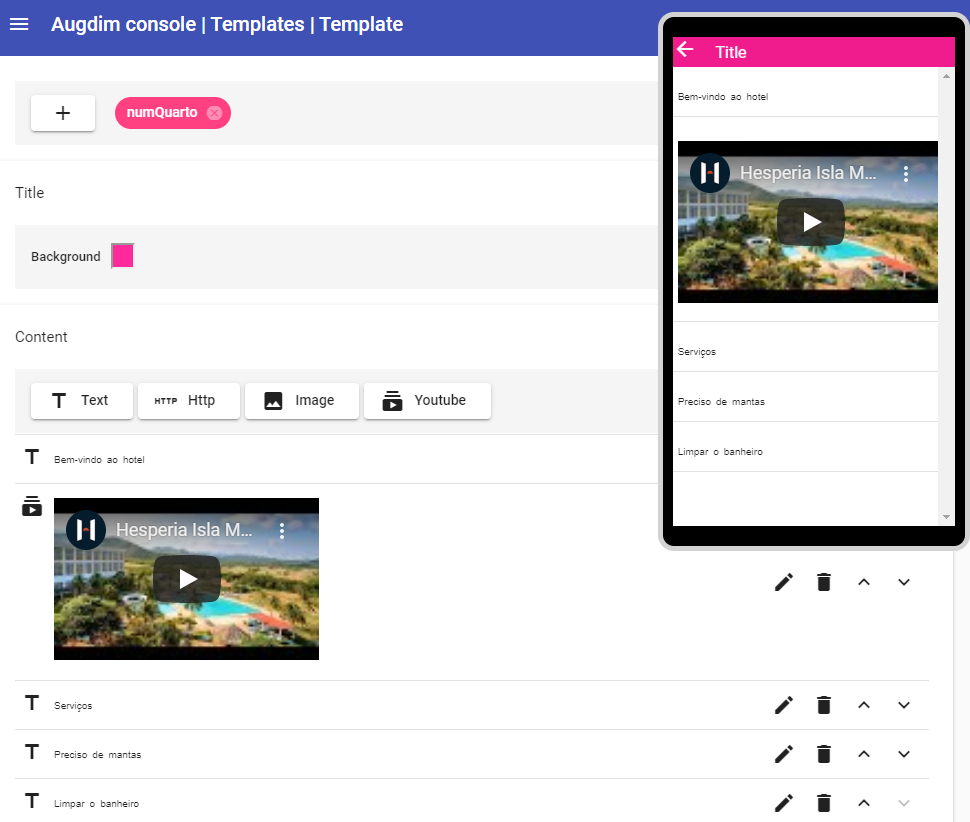 Augdim console | Templates | Template
numQuarto
Title
Background
Content
Text
HTTP Http
Image
Youtube
Bem-vindo ao hotel
Hesperia Isla M...
Serviços
Preciso de mantas
Limpar o banheiro
Title
Bem-vindo ao hotel
Hesperia Isla M...
Serviços
Preciso de mantas
Limpar o banheiro